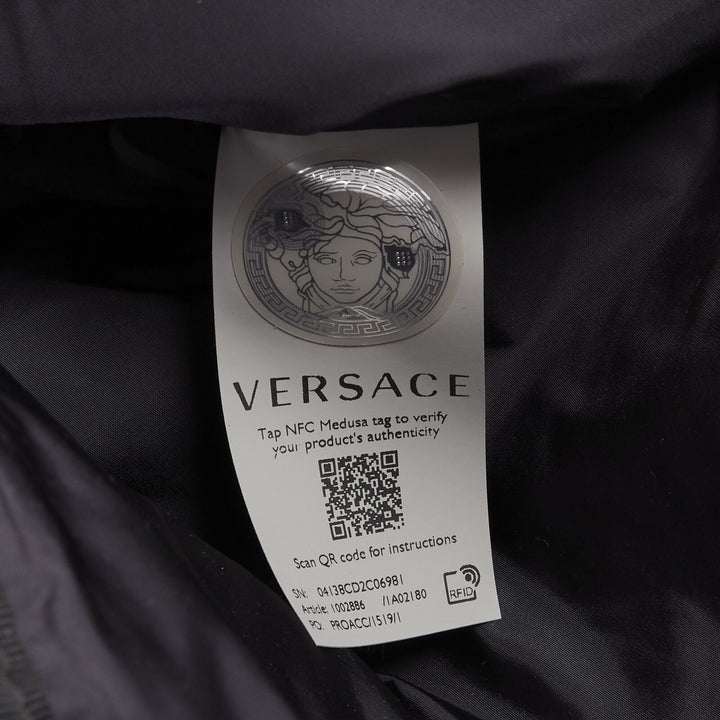 VERSACE
Tap NFC Medusa tag to verify
your product's authenticity
Scan QR code for instructions
SN: 04138CD2C06981
Article: 1002886 /1A02180
PO: PROACC/1519/1
RFID